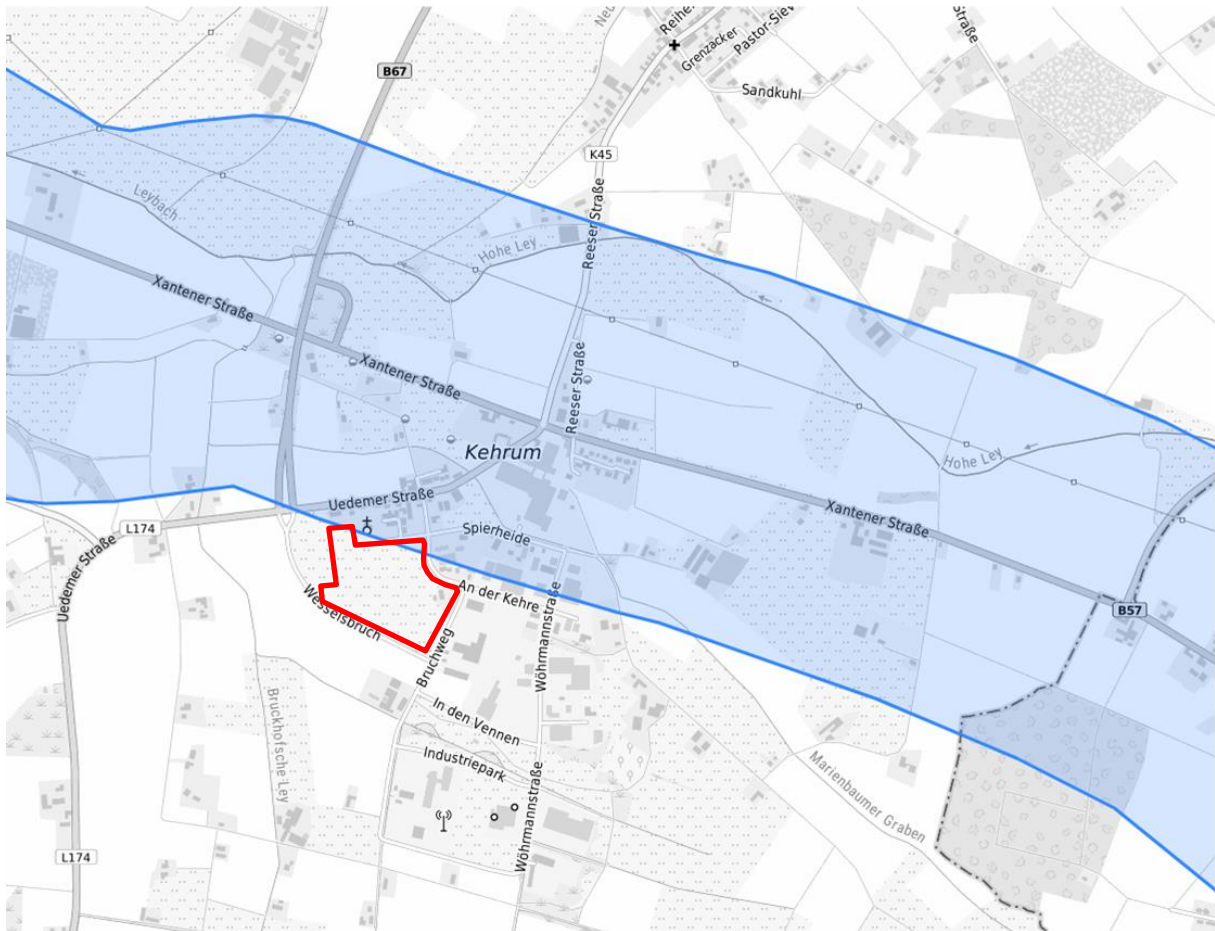 Reihe
Grenzacker
Pastor-Siev
Straße
B67
Sandkuhl
K45
Leybach
Hohe Ley
Reeser Straße
Xantener Straße
Xantener Straße
Reeser Straße
Kehrum
Hohe Ley
Uedemer Straße
Xantener Straße
L174
Spierheide
Uedemer Straße
An der Kehre
Wesselsbruch
Wöhrmannstraße
B57
Bruchweg
Bruckhofsche Ley
In den Vennen
Industriepark
Marienbaumer Graben
Wöhrmannstraße
L174